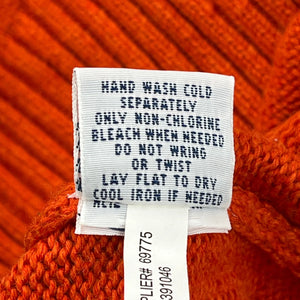 HAND WASH COLD
SEPARATELY
ONLY NON-CHLORINE
BLEACH WHEN NEEDED
DO NOT WRING
OR TWIST
LAY FLAT TO DRY
COOL IRON IF NEEDED
PLIER# 69775
391046